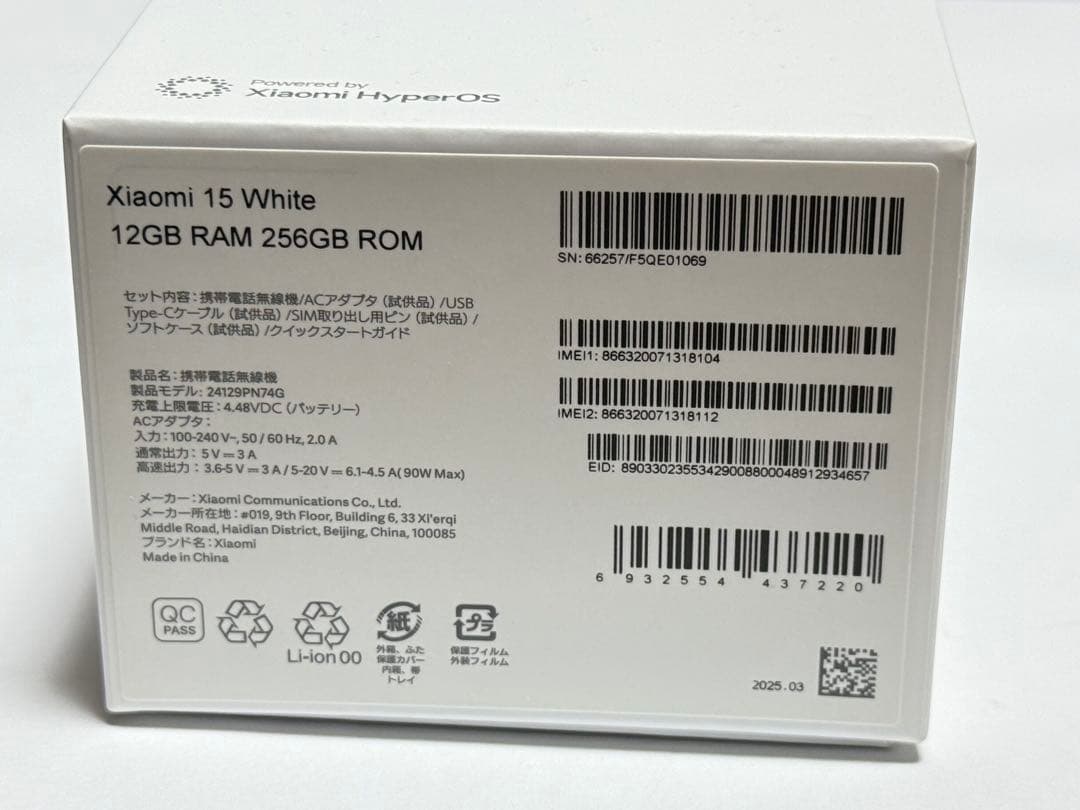 Powered by
Xiaomi HyperOS
Xiaomi 15 White
12GB RAM 256GB ROM
セット内容：携帯電話無線機/ACアダプタ（試供品）/USB
Type-Cケーブル（試供品）/SIM取り出し用ピン（試供品）/
ソフトケース（試供品）/クイックスタートガイド
製品名：携帯電話無線機
製品モデル：24129PN74G
充電上限電圧：4.48VDC（バッテリー）
ACアダプタ：
入力：100-240 V~, 50 / 60 Hz, 2.0 A
通常出力： 5 V⎓3 A
高速出力： 3.6-5 V⎓3 A / 5-20 V⎓6.1-4.5 A( 90W Max)
メーカー：Xiaomi Communications Co., Ltd.
メーカー所在地：#019, 9th Floor, Building 6, 33 Xi'erqi
Middle Road, Haidian District, Beijing, China, 100085
ブランド名：Xiaomi
Made in China
QC
PASS
Li-ion 00
紙
外箱、ふた
保護カバー
内箱、帯
トレイ
プラ
保護フィルム
外装フィルム
SN: 66257/F5QE01069
IMEI1: 866320071318104
IMEI2: 866320071318112
EID: 89033023553429008800048912934657
6 932554 437220
2025.03